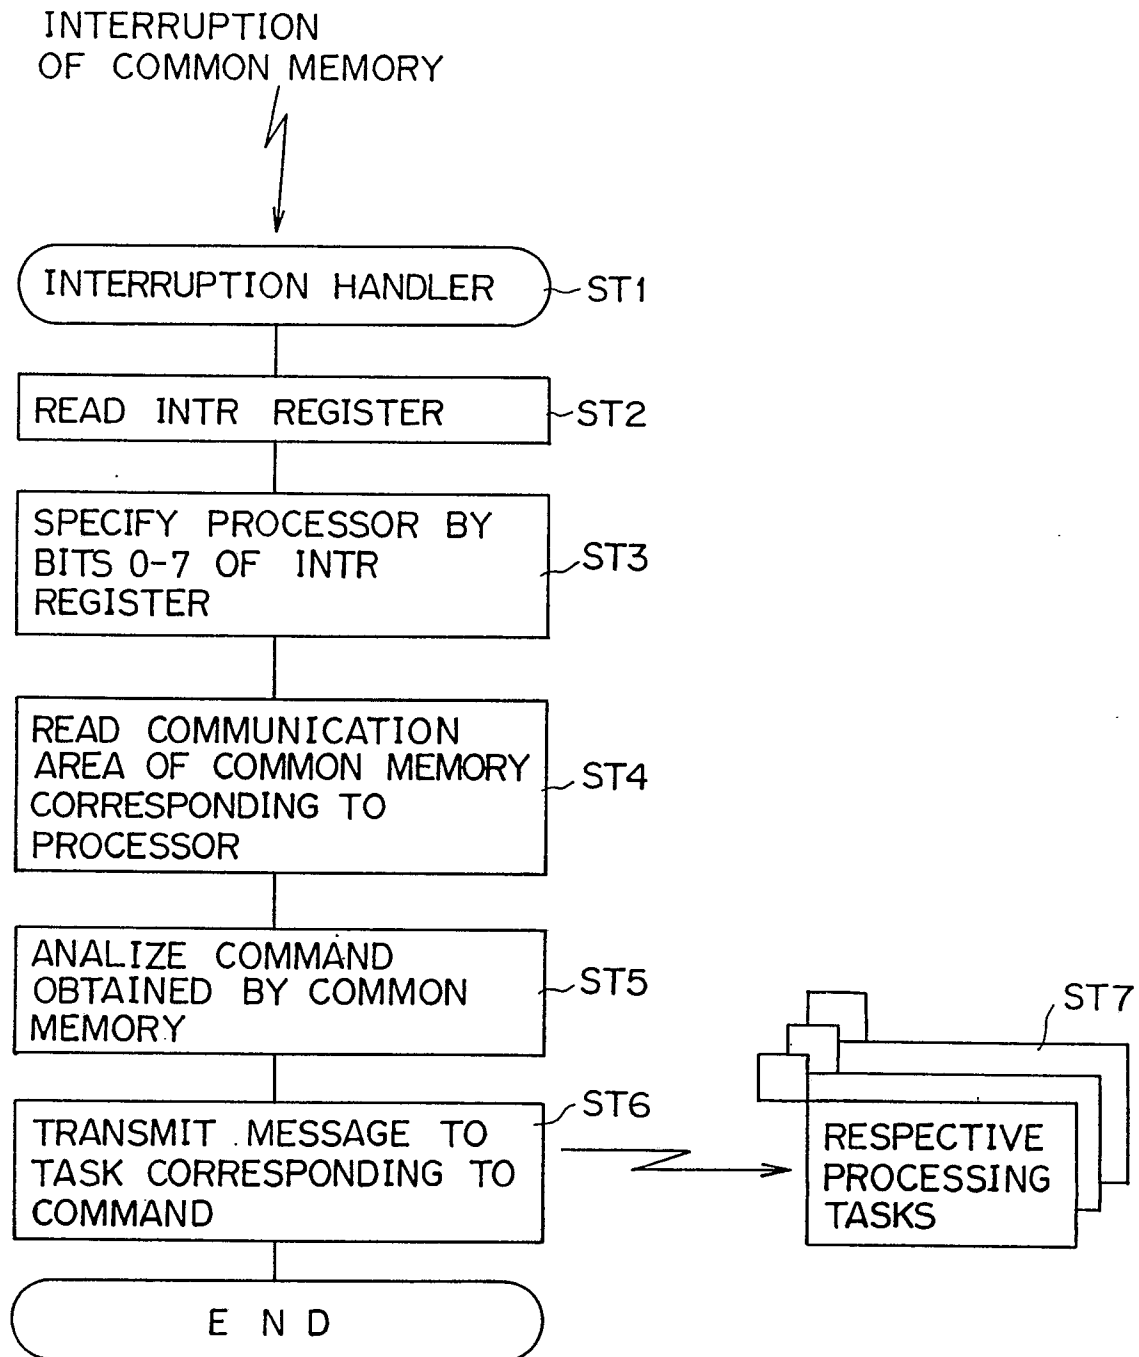 INTERRUPTION
OF COMMON MEMORY
INTERRUPTION HANDLER
ST1
READ INTR REGISTER
ST2
SPECIFY PROCESSOR BY
BITS 0-7 OF INTR
REGISTER
ST3
READ COMMUNICATION
AREA OF COMMON MEMORY
CORRESPONDING TO
PROCESSOR
ST4
ANALIZE COMMAND
OBTAINED BY COMMON
MEMORY
ST5
TRANSMIT MESSAGE TO
TASK CORRESPONDING TO
COMMAND
ST6
ST7
RESPECTIVE
PROCESSING
TASKS
END